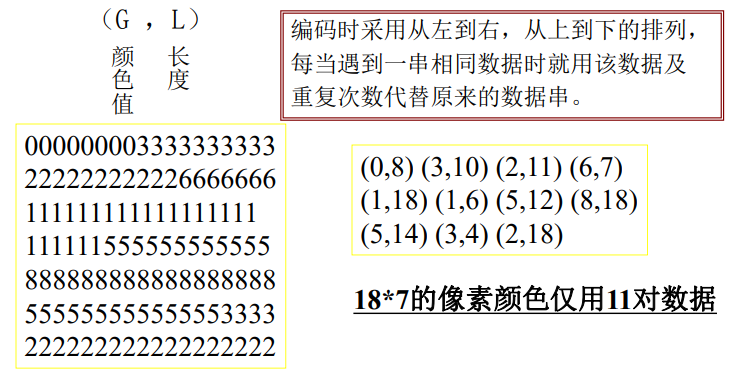 (G ，L)
颜色值
长度
编码时采用从左到右，从上到下的排列，
每当遇到一串相同数据时就用该数据及
重复次数代替原来的数据串。
000000003333333333
222222222226666666
111111111111111111
111111555555555555
888888888888888888
555555555555553333
222222222222222222
(0,8) (3,10) (2,11) (6,7)
(1,18) (1,6) (5,12) (8,18)
(5,14) (3,4) (2,18)
18*7的像素颜色仅用11对数据